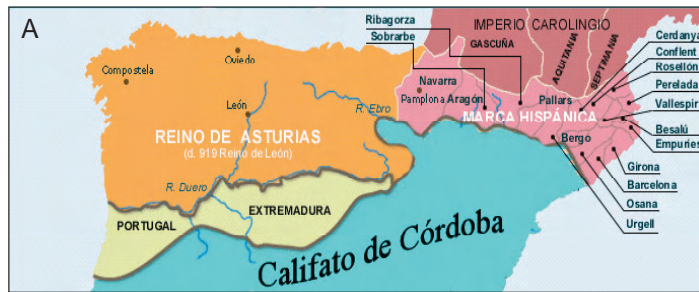 A
Ribagorza
Sobrarbe
IMPERIO CAROLINGIO
GASCUÑA
AQUITANIA
SEPTIMANIA
Cerdanya
Conflent
Rosellón
Perelada
Vallespir
Besalú
Empuries
Girona
Barcelona
Osana
Urgell
Compostela
Oviedo
León
Navarra
Pamplona
Aragón
Pallars
MARCA HISPÁNICA
Bergo
R. Ebro
REINO DE ASTURIAS
(d. 919 Reino de León)
R. Duero
PORTUGAL
EXTREMADURA
Califato de Córdoba